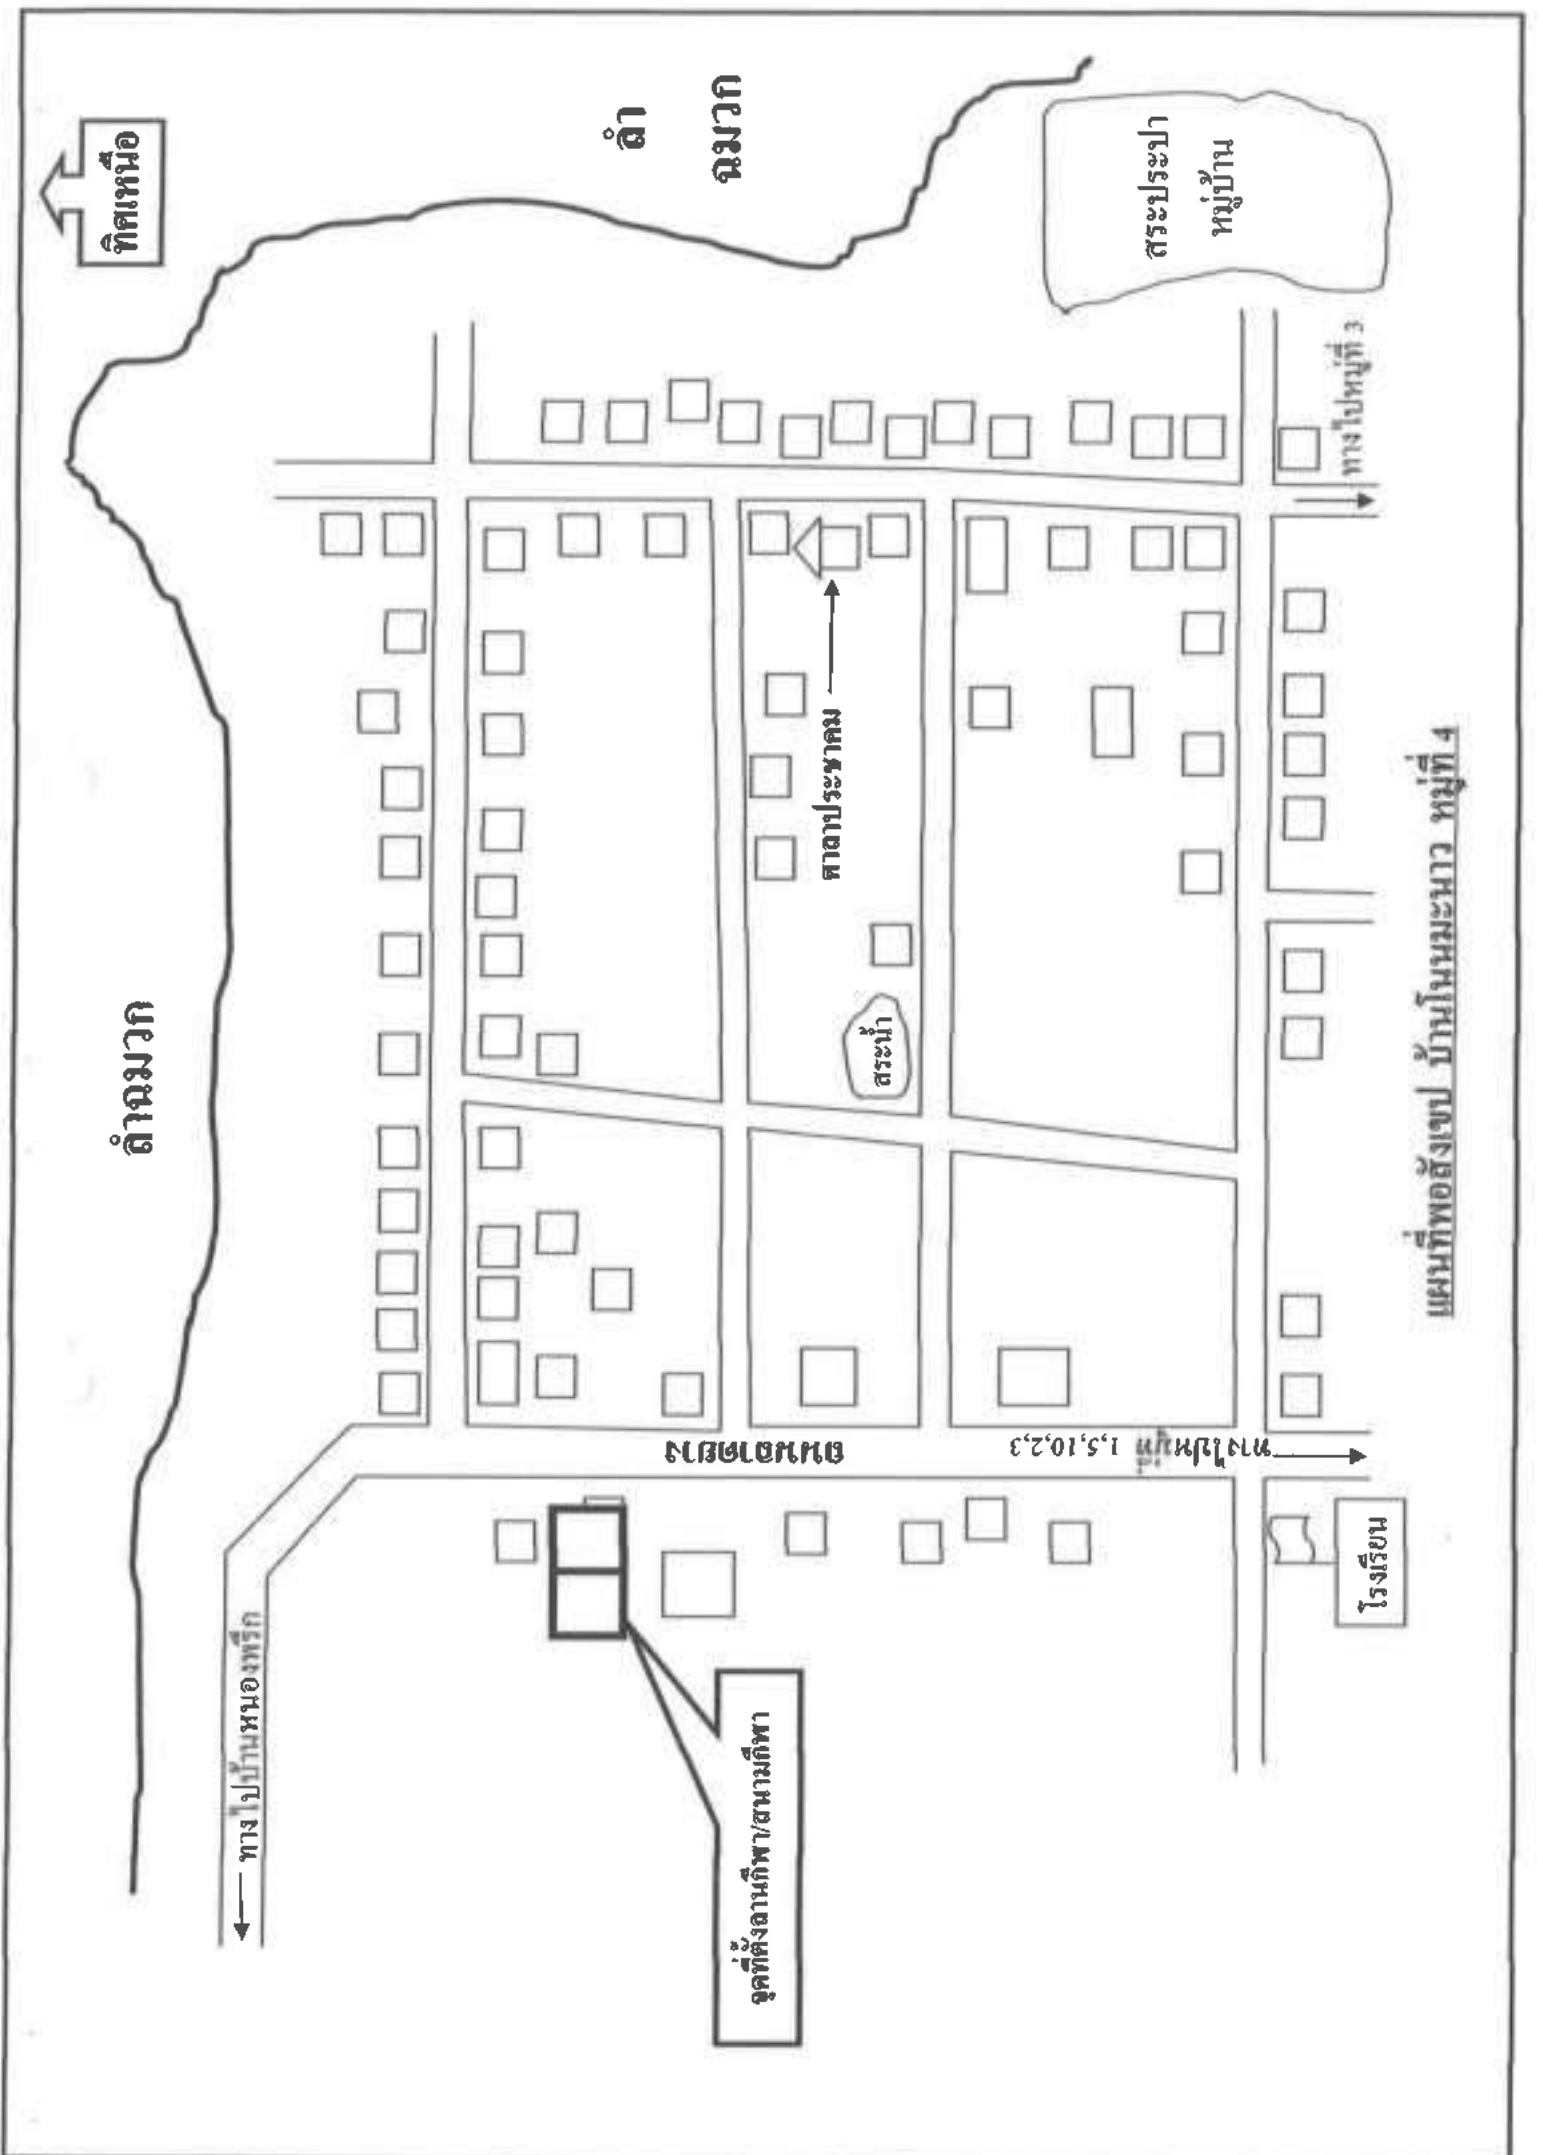 ทิศเหนือ
ลำฉมวก
ลำ
ฉมวก
ทางไปบ้านหนองพริก
สระประปา
หมู่บ้าน
ศาลาประชาคม
สระน้ำ
ถนนลาดยาง
จุดที่ตั้งลานกีฬา/สนามกีฬา
ทางไปหมู่ที่ 1,5,10,2,3
ทางไปหมู่ที่ 3
โรงเรียน
แผนที่พอสังเขป บ้านโนนมะนาว หมู่ที่ 4